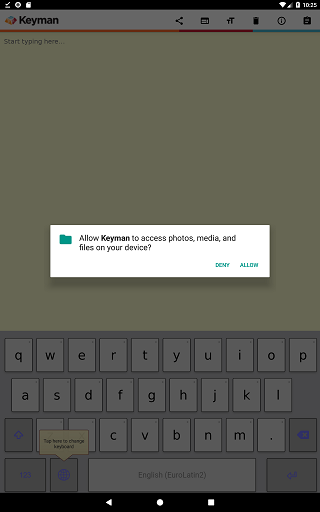 10:25
Keyman
Start typing here...
Allow Keyman to access photos, media, and
files on your device?
DENY ALLOW
q w e r t y u i o p
a s d f g h j k l
c v b n m .
Tap here to change
keyboard
*123 English (EuroLatin2)